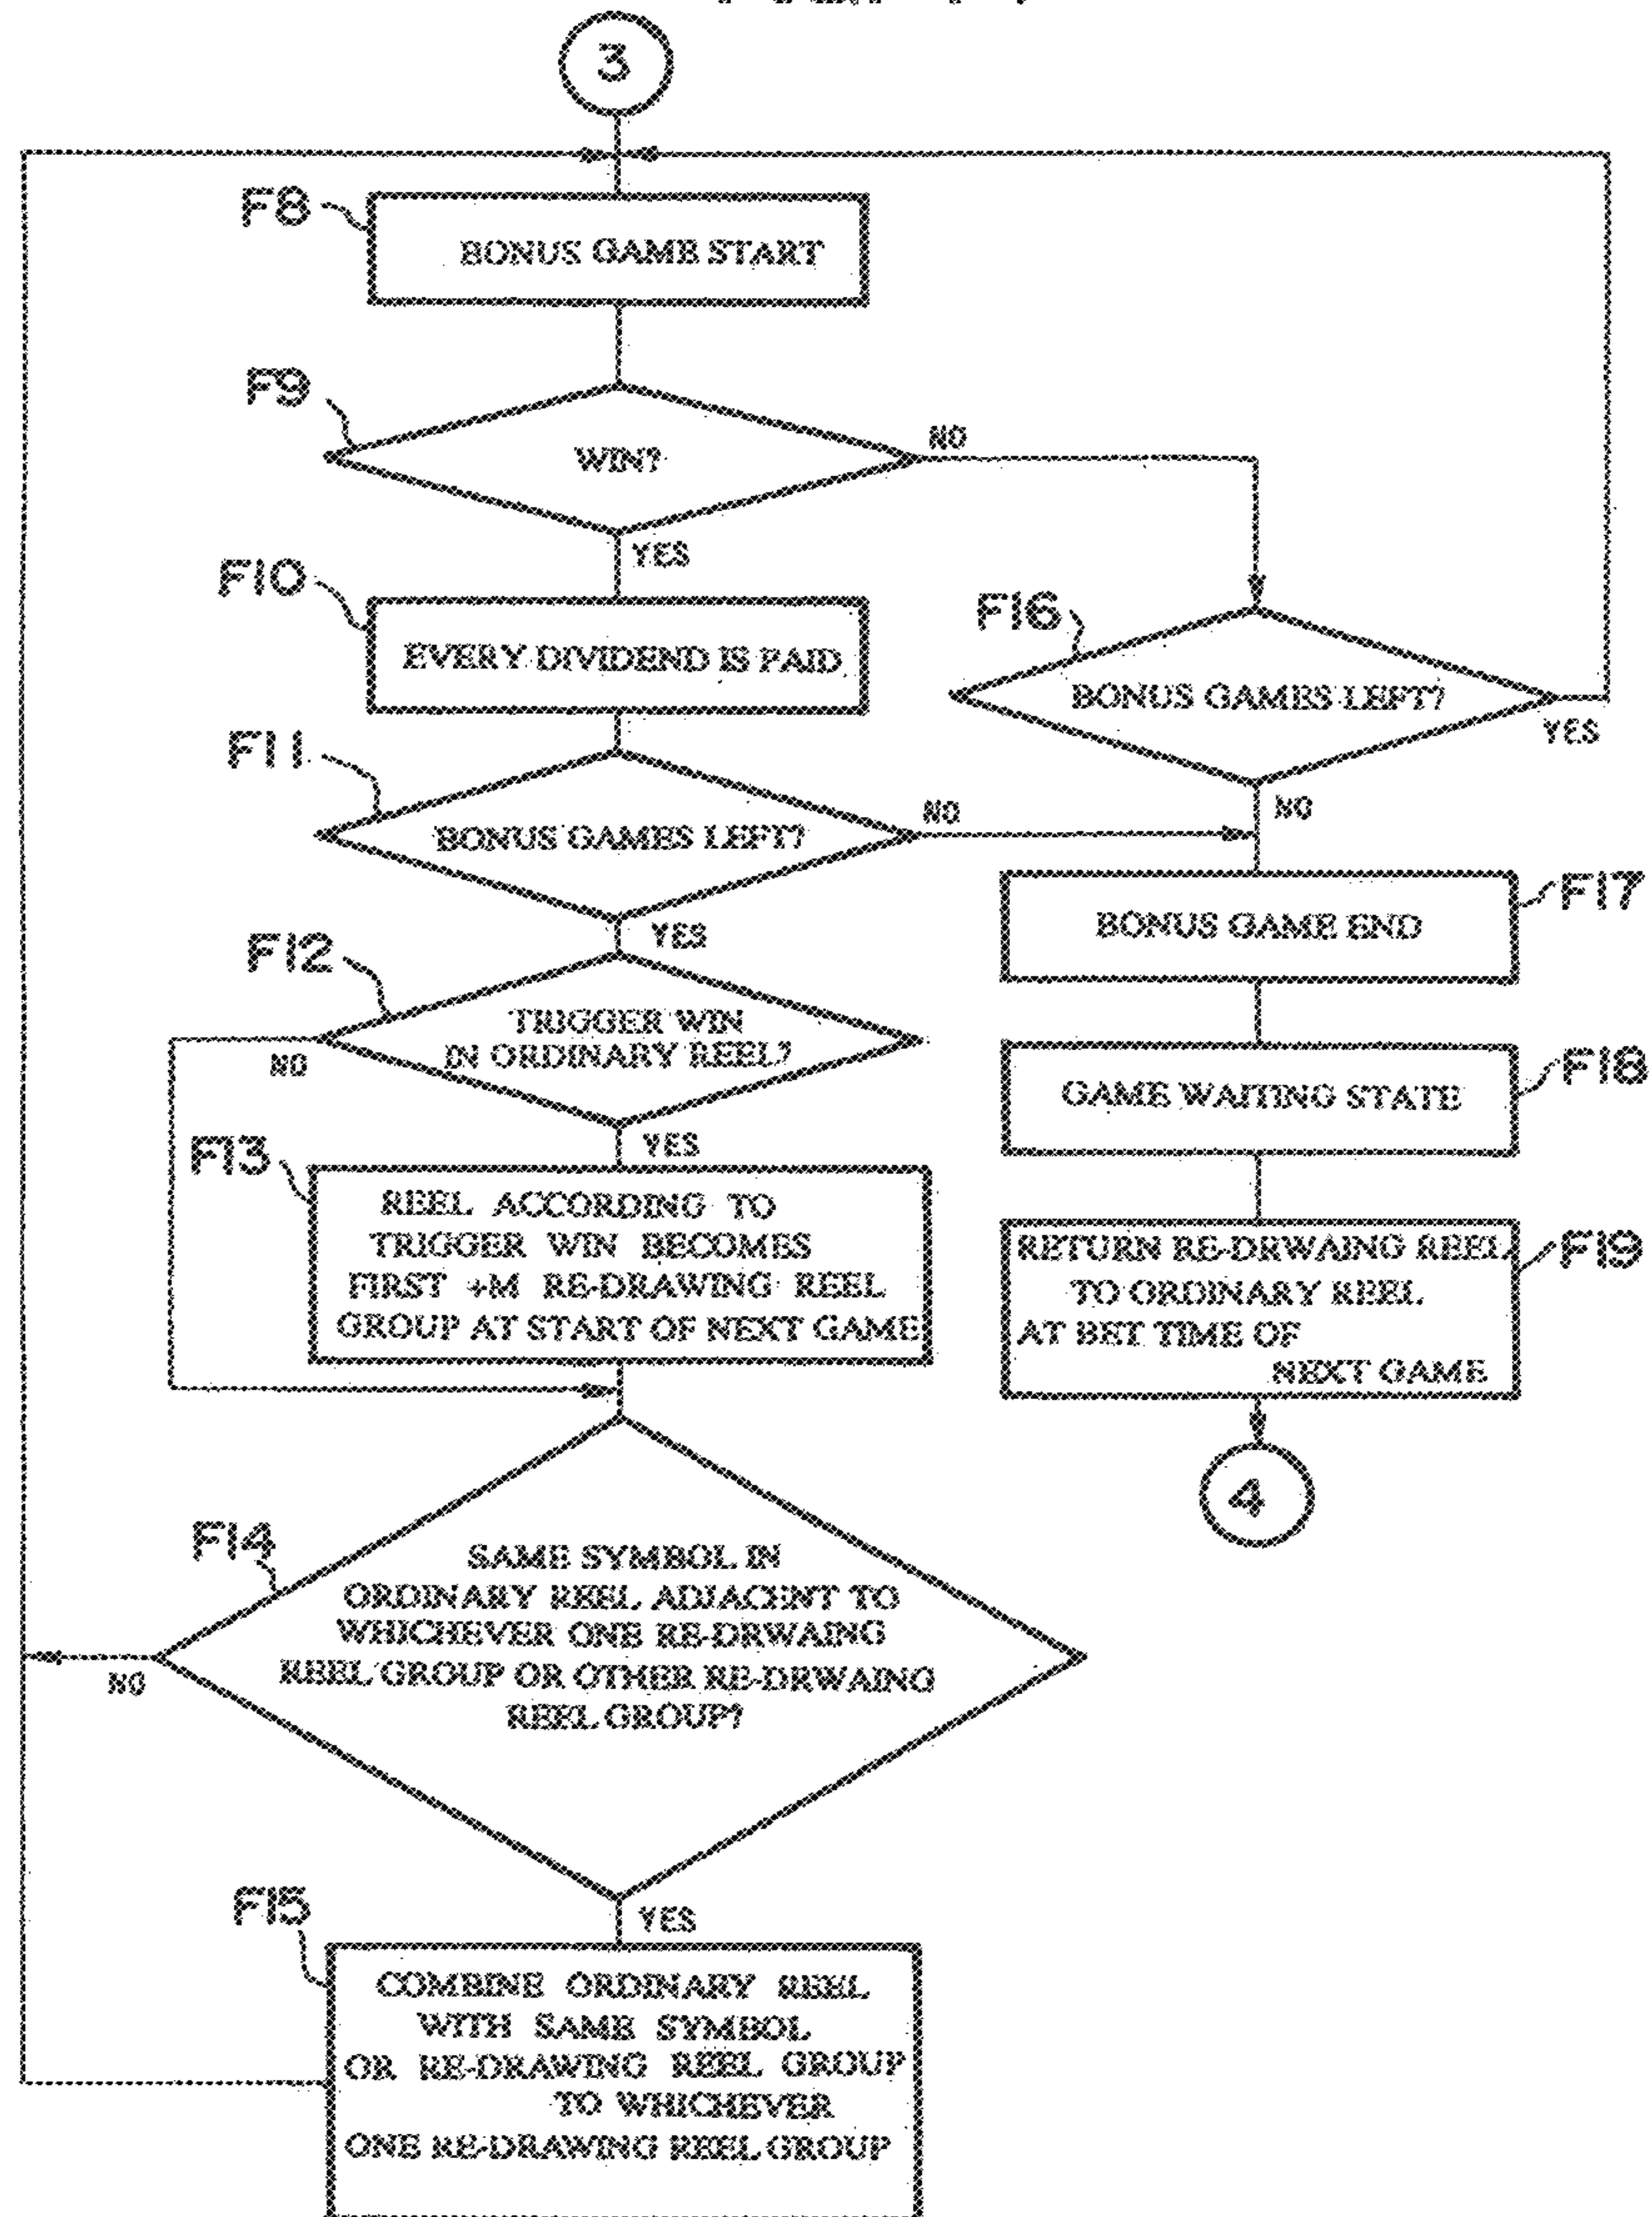 3
F8
BONUS GAME START
F9
WIN?
NO
YES
F10
EVERY DIVIDEND IS PAID
F16
BONUS GAMES LEFT?
YES
NO
F11
BONUS GAMES LEFT?
NO
YES
F17
BONUS GAME END
F12
TRIGGER WIN
IN ORDINARY REEL?
NO
YES
F18
GAME WAITING STATE
F13
REEL ACCORDING TO
TRIGGER WIN BECOMES
FIRST +M RE-DRAWING REEL
GROUP AT START OF NEXT GAME
F19
RETURN RE-DRWAING REEL
TO ORDINARY REEL
AT BET TIME OF
NEXT GAME
4
F14
SAME SYMBOL IN
ORDINARY REEL ADJACENT TO
WHICHEVER ONE RE-DRWAING
REEL GROUP OR OTHER RE-DRWAING
REEL GROUP?
NO
YES
F15
COMBINE ORDINARY REEL
WITH SAME SYMBOL
OR RE-DRAWING REEL GROUP
TO WHICHEVER
ONE RE-DRAWING REEL GROUP